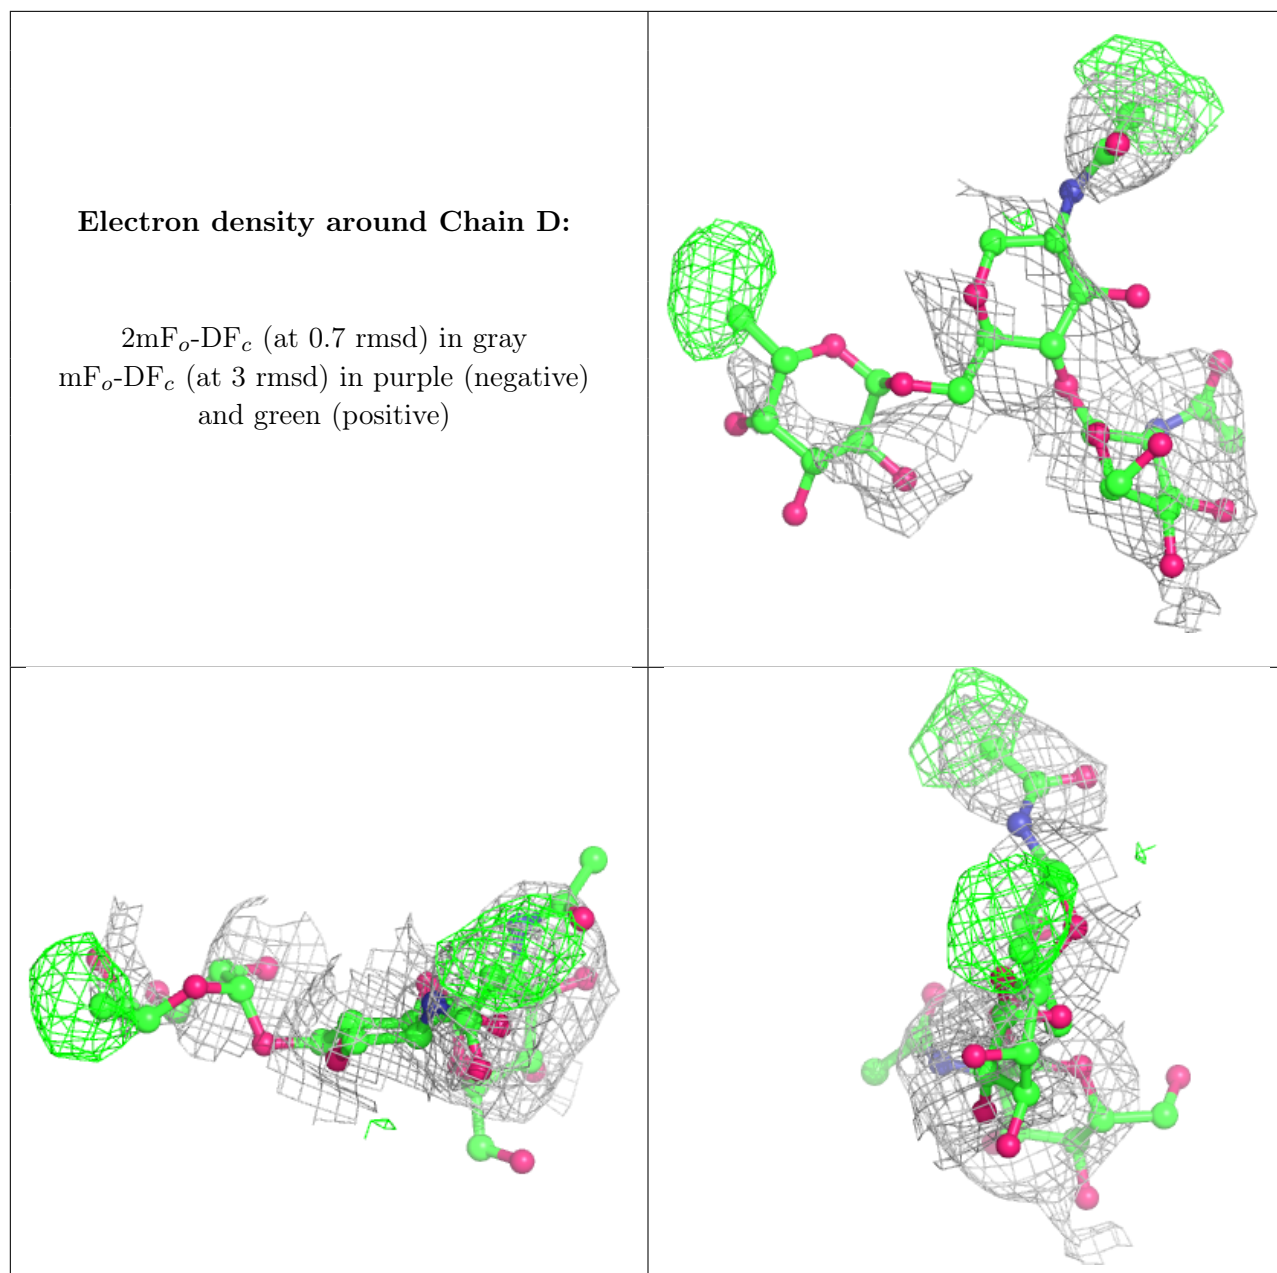 Electron density around Chain D:
2mFo-DFc (at 0.7 rmsd) in gray
mFo-DFc (at 3 rmsd) in purple (negative)
and green (positive)